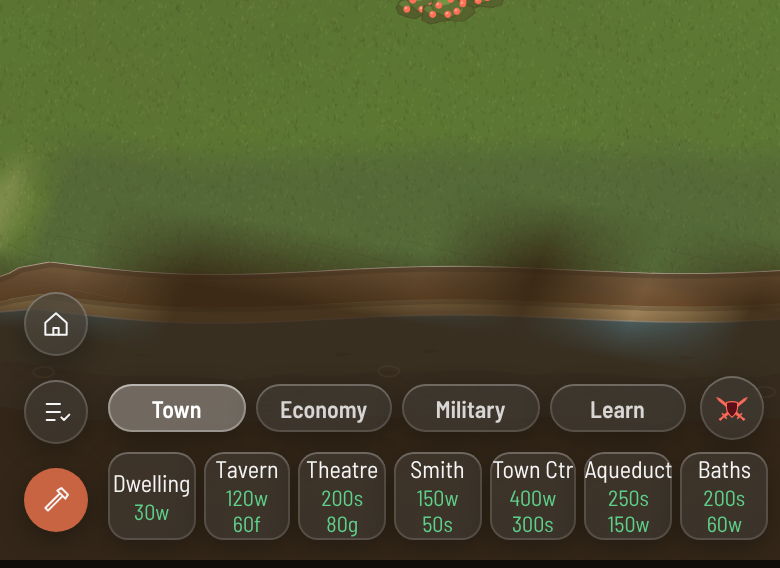 Town Economy Military Learn
Dwelling Tavern Theatre Smith Town Ctr Aqueduct Baths
30w 120w 200s 150w 400w 250s 200s
60f 80g 50s 300s 150w 60w